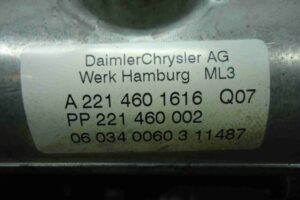 DaimlerChrysler AG
Werk Hamburg ML3
A 221 460 1616 Q07
PP 221 460 002
06 034 0060 3 11487